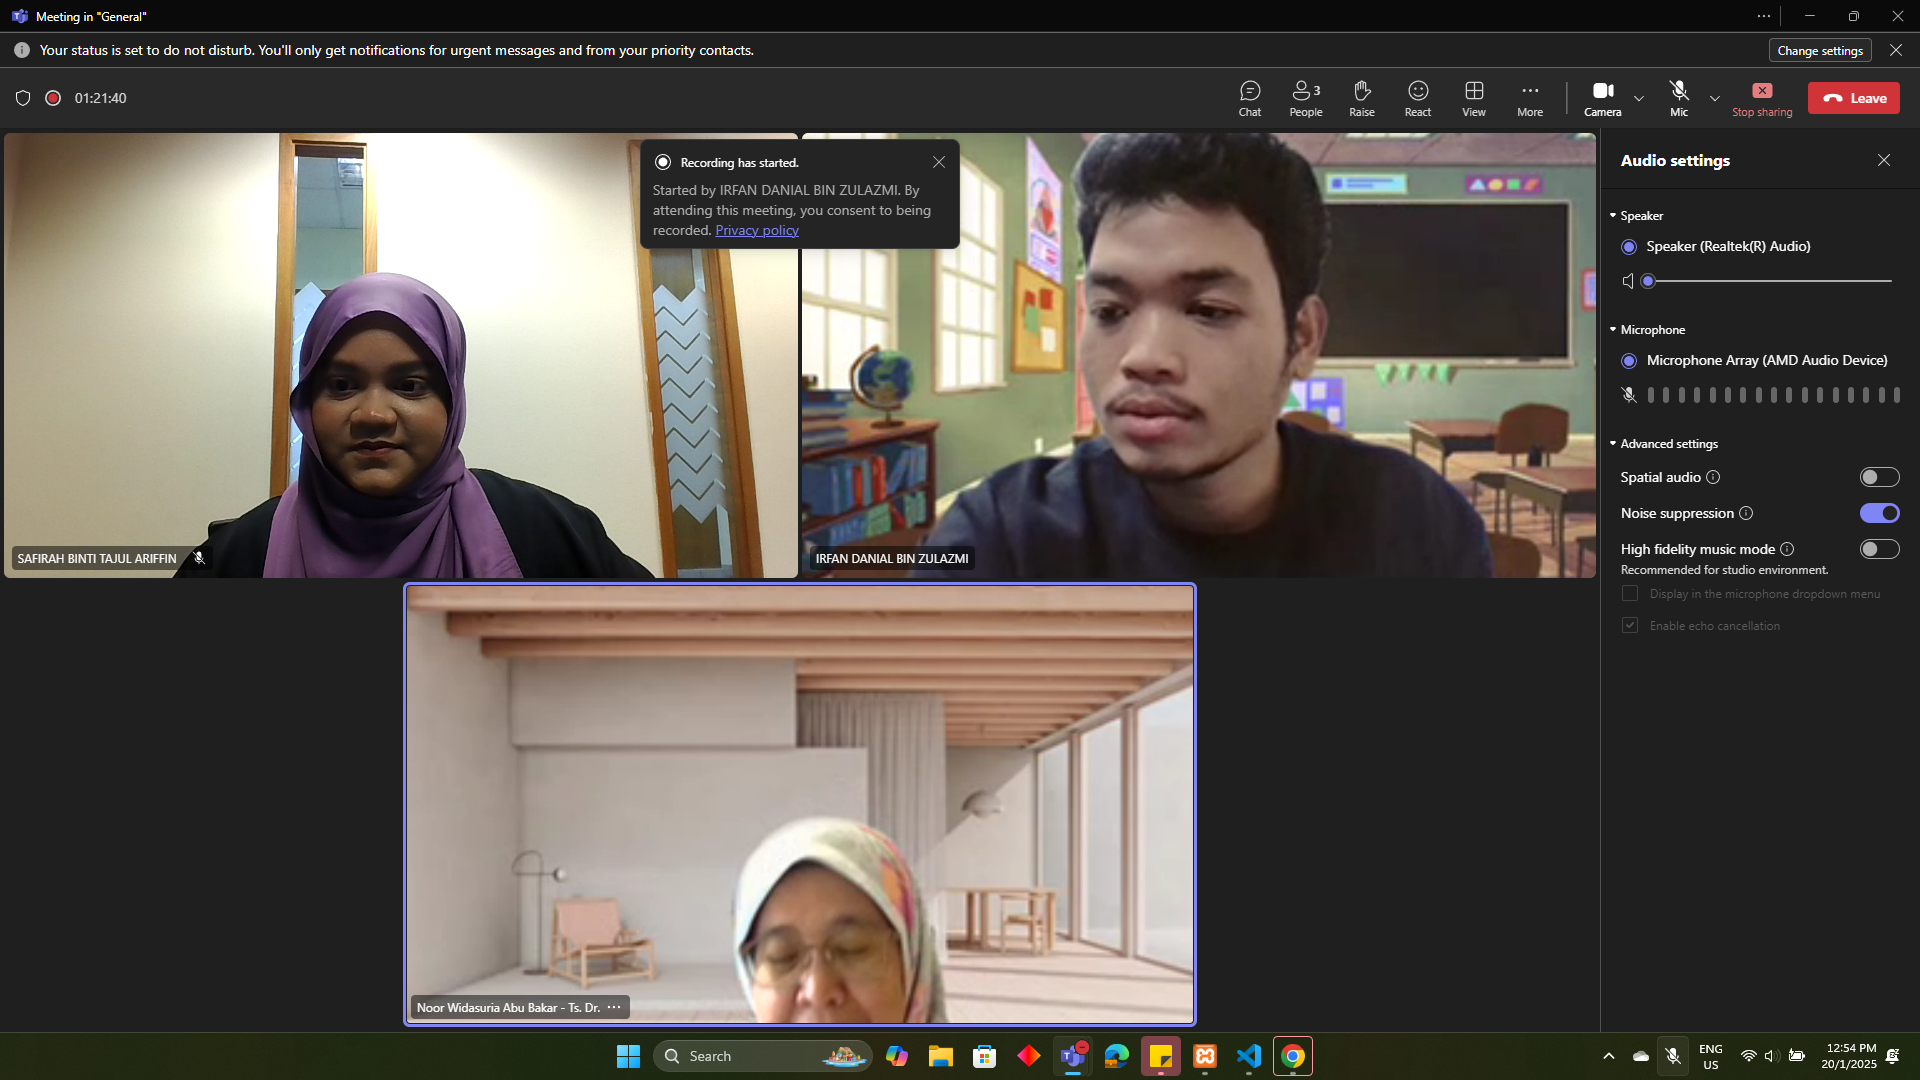 Meeting in "General"
Your status is set to do not disturb. You'll only get notifications for urgent messages and from your priority contacts.
Change settings
01:21:40
3
Chat
People
Raise
React
View
More
Camera
Mic
Stop sharing
Leave
Recording has started.
Started by IRFAN DANIAL BIN ZULAZMI. By
attending this meeting, you consent to being
recorded. Privacy policy
SAFIRAH BINTI TAJUL ARIFFIN
IRFAN DANIAL BIN ZULAZMI
Noor Widasuria Abu Bakar - Ts. Dr. ...
Audio settings
Speaker
Speaker (Realtek(R) Audio)
Microphone
Microphone Array (AMD Audio Device)
Advanced settings
Spatial audio
Noise suppression
High fidelity music mode
Recommended for studio environment.
Display in the microphone dropdown menu
Enable echo cancellation
Search
ENG
US
12:54 PM
20/1/2025